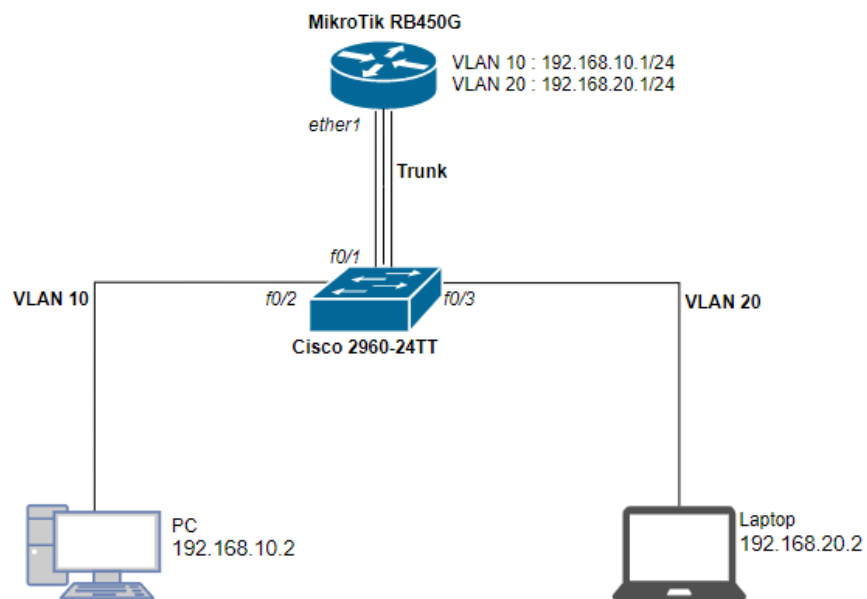 MikroTik RB450G
VLAN 10 : 192.168.10.1/24
VLAN 20 : 192.168.20.1/24
ether1
Trunk
f0/1
VLAN 10
f0/2
f0/3
VLAN 20
Cisco 2960-24TT
PC
192.168.10.2
Laptop
192.168.20.2